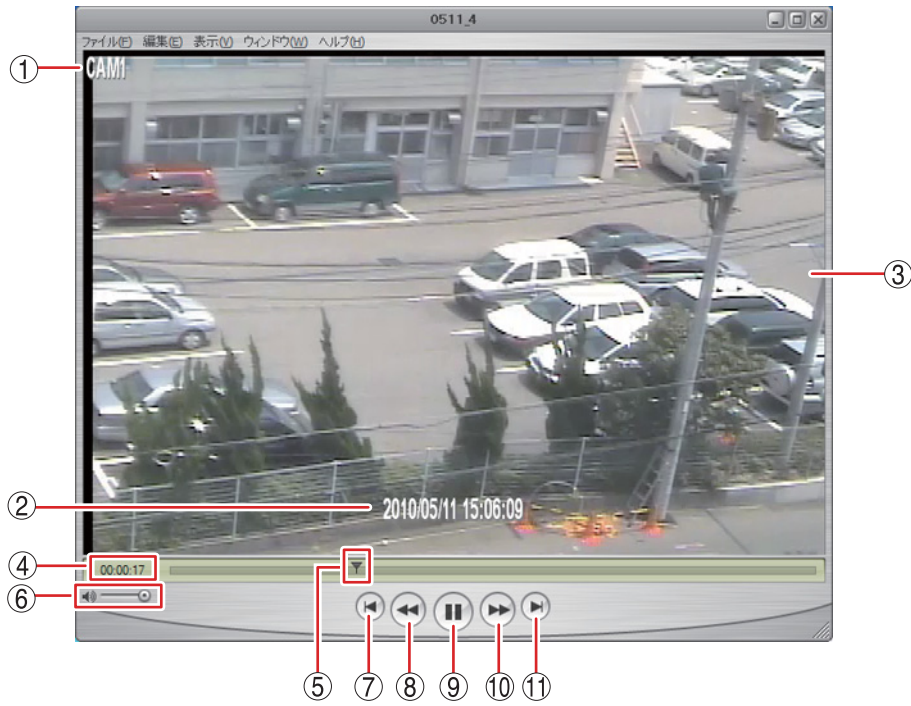 0511_4
ファイル(F) 編集(E) 表示(V) ウィンドウ(W) ヘルプ(H)
① CAM1
③
② 2010/05/11 15:06:09
④ 00:00:17
⑥
⑤ ⑦ ⑧ ⑨ ⑩ ⑪